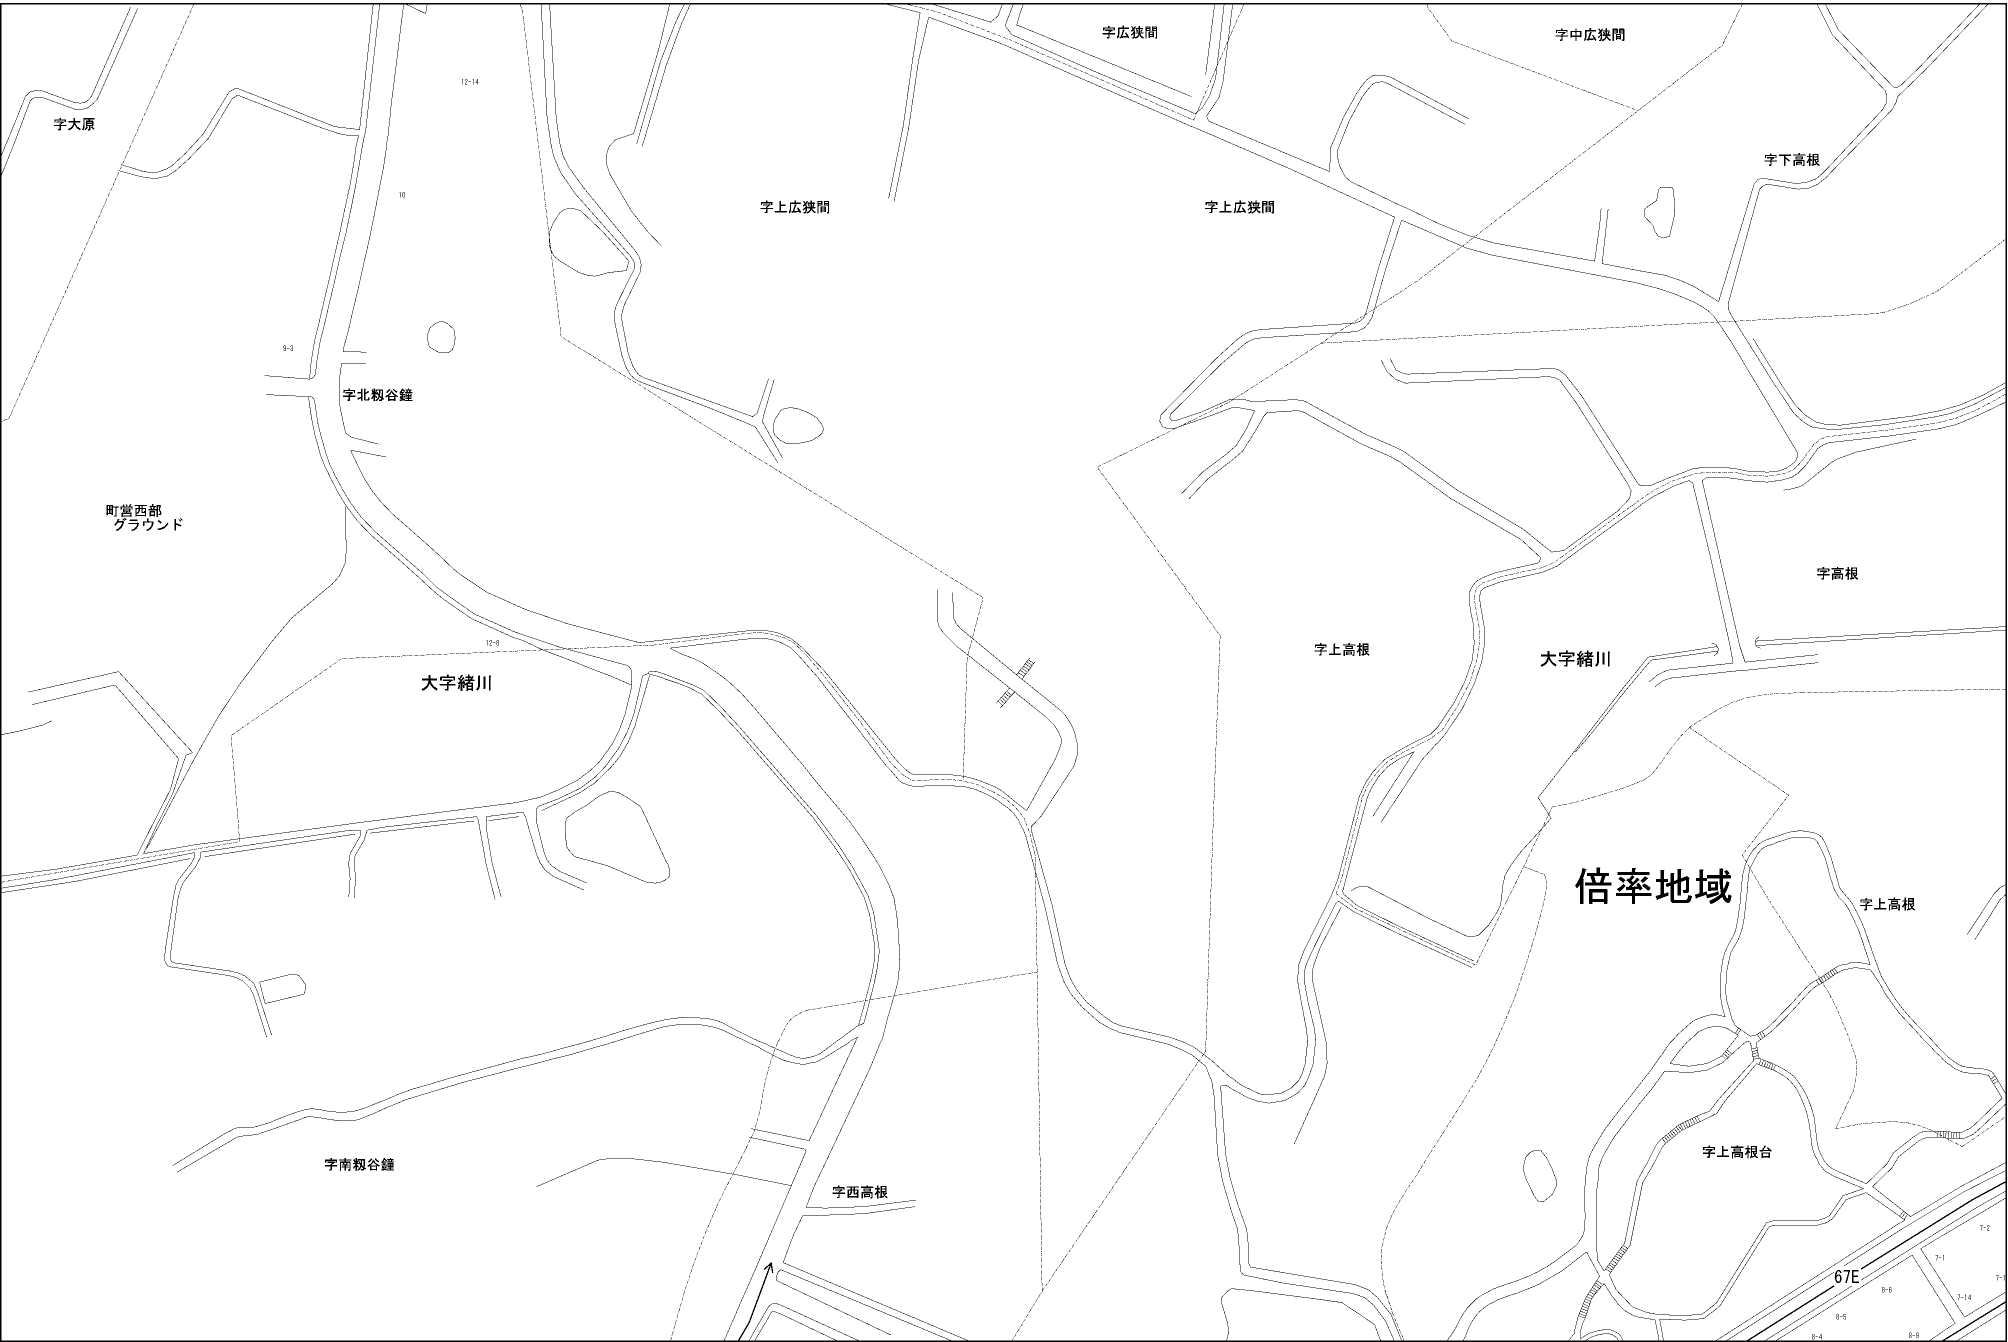 字広狭間
字中広狭間
12-14
字大原
字下高根
10
字上広狭間
字上広狭間
9-3
字北籾谷鐘
町営西部
グラウンド
字高根
12-8
字上高根
大字緒川
大字緒川
倍率地域
字上高根
字上高根台
字南籾谷鐘
字西高根
7-2
7-1
67E
8-6
7-14
8-5
8-4
8-8